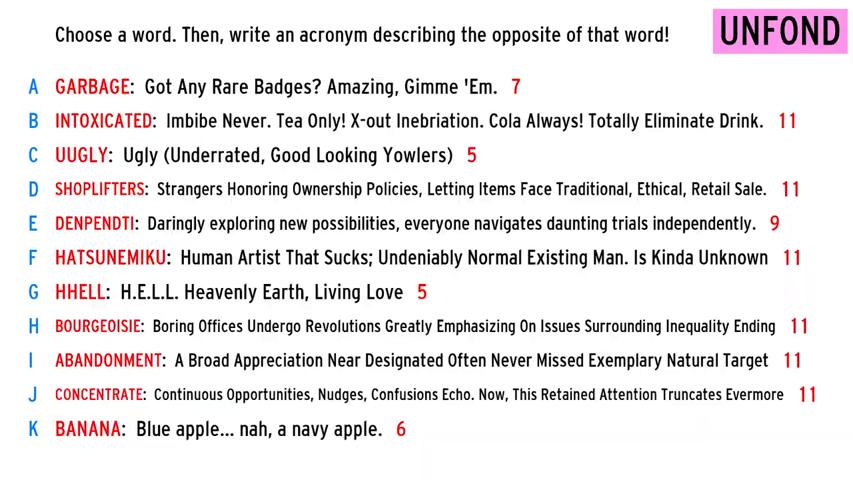 Choose a word. Then, write an acronym describing the opposite of that word!
UNFOND
A GARBAGE: Got Any Rare Badges? Amazing, Gimme 'Em. 7
B INTOXICATED: Imbibe Never. Tea Only! X-out Inebriation. Cola Always! Totally Eliminate Drink. 11
C UUGLY: Ugly (Underrated, Good Looking Yowlers) 5
D SHOPLIFTERS: Strangers Honoring Ownership Policies, Letting Items Face Traditional, Ethical, Retail Sale. 11
E DENPENDTI: Daringly exploring new possibilities, everyone navigates daunting trials independently. 9
F HATSUNEMIKU: Human Artist That Sucks; Undeniably Normal Existing Man. Is Kinda Unknown 11
G HHELL: H.E.L.L. Heavenly Earth, Living Love 5
H BOURGEOISIE: Boring Offices Undergo Revolutions Greatly Emphasizing On Issues Surrounding Inequality Ending 11
I ABANDONMENT: A Broad Appreciation Near Designated Often Never Missed Exemplary Natural Target 11
J CONCENTRATE: Continuous Opportunities, Nudges, Confusions Echo. Now, This Retained Attention Truncates Evermore 11
K BANANA: Blue apple... nah, a navy apple. 6